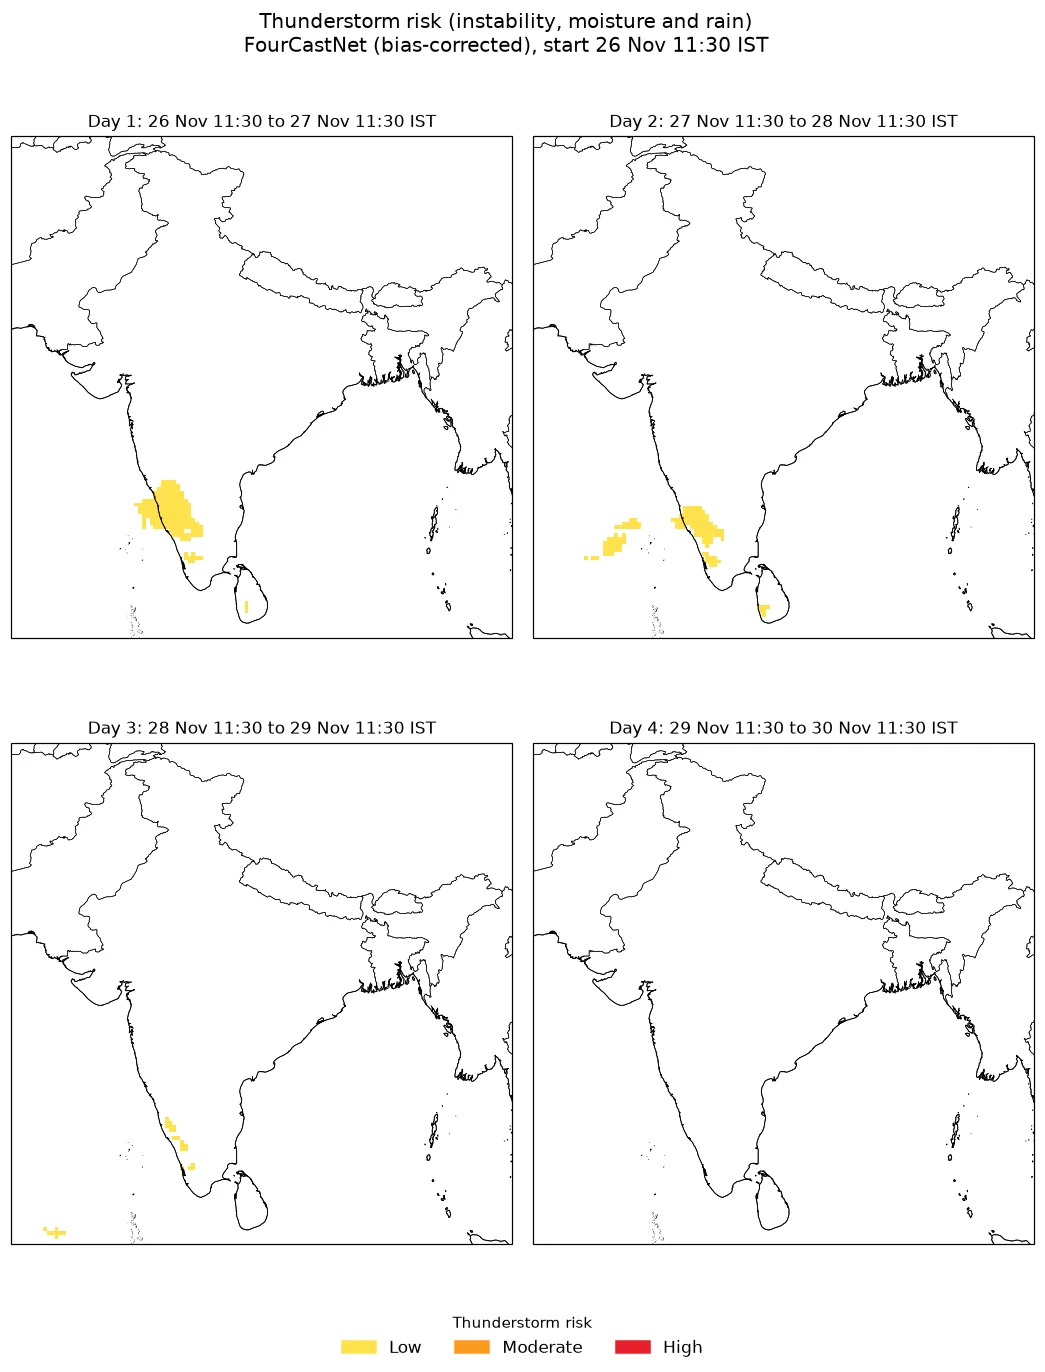 Thunderstorm risk (instability, moisture and rain)
FourCastNet (bias-corrected), start 26 Nov 11:30 IST
Day 1: 26 Nov 11:30 to 27 Nov 11:30 IST
Day 2: 27 Nov 11:30 to 28 Nov 11:30 IST
Day 3: 28 Nov 11:30 to 29 Nov 11:30 IST
Day 4: 29 Nov 11:30 to 30 Nov 11:30 IST
Thunderstorm risk
Low Moderate High